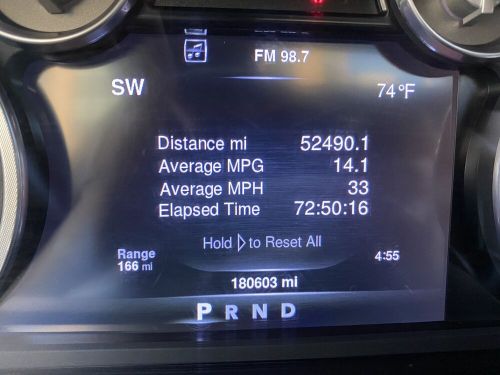 FM 98.7
SW
74°F
Distance mi 52490.1
Average MPG 14.1
Average MPH 33
Elapsed Time 72:50:16
Hold ▷ to Reset All
Range
166 mi
4:55
180603 mi
P R N D